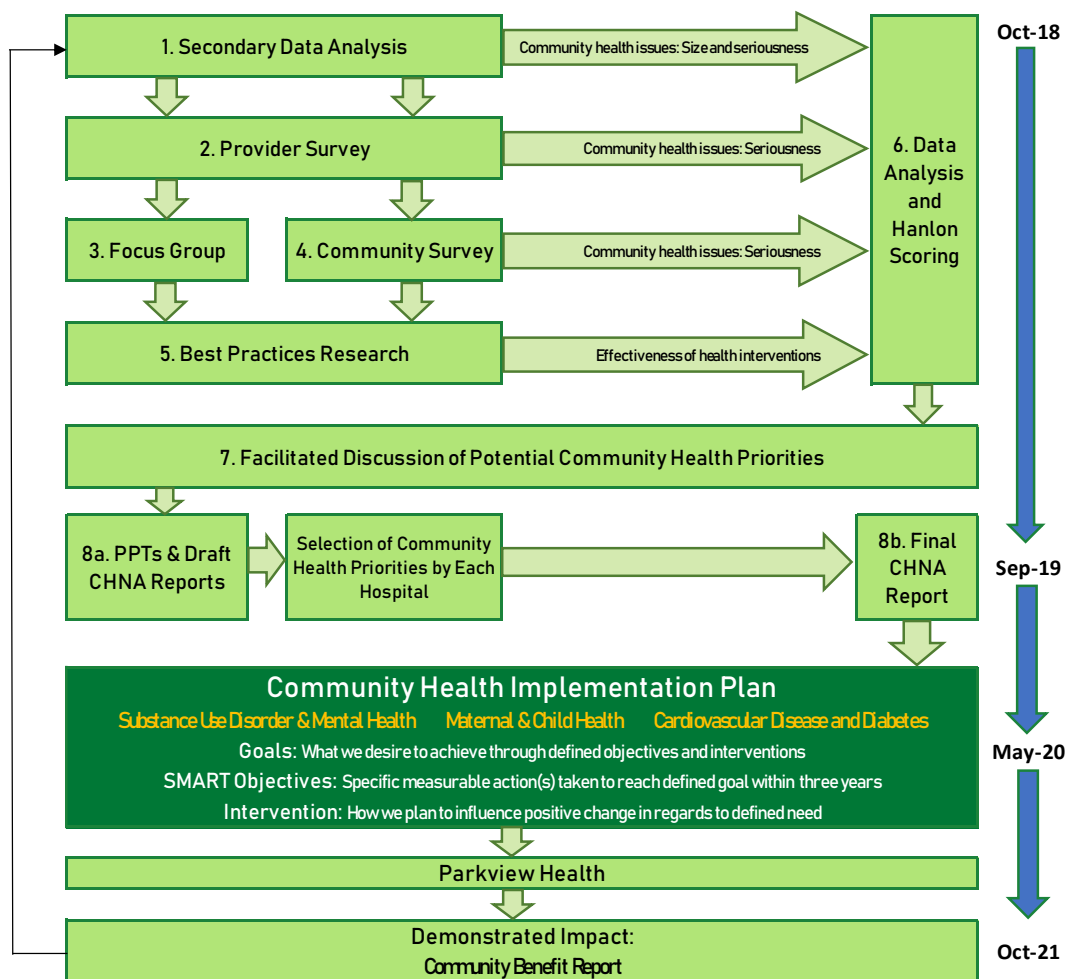 1. Secondary Data Analysis
Community health issues: Size and seriousness
Oct-18
2. Provider Survey
Community health issues: Seriousness
6. Data
Analysis
and
Hanlon
Scoring
3. Focus Group
4. Community Survey
Community health issues: Seriousness
5. Best Practices Research
Effectiveness of health interventions
7. Facilitated Discussion of Potential Community Health Priorities
8a. PPTs & Draft
CHNA Reports
Selection of Community
Health Priorities by Each
Hospital
8b. Final
CHNA
Report
Sep-19
Community Health Implementation Plan
Substance Use Disorder & Mental Health Maternal & Child Health Cardiovascular Disease and Diabetes
Goals: What we desire to achieve through defined objectives and interventions
SMART Objectives: Specific measurable action(s) taken to reach defined goal within three years
Intervention: How we plan to influence positive change in regards to defined need
May-20
Parkview Health
Demonstrated Impact:
Community Benefit Report
Oct-21